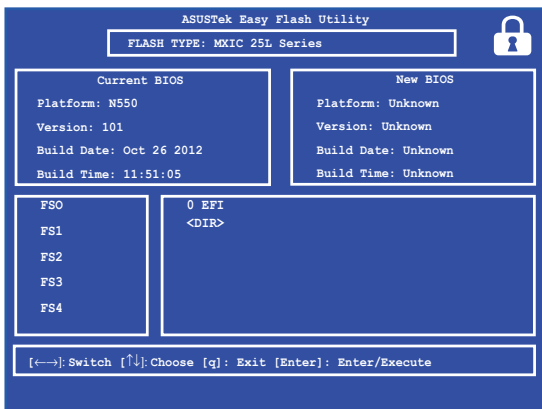 ASUSTek Easy Flash Utility
FLASH TYPE: MXIC 25L Series
Current BIOS
Platform: N550
Version: 101
Build Date: Oct 26 2012
Build Time: 11:51:05
New BIOS
Platform: Unknown
Version: Unknown
Build Date: Unknown
Build Time: Unknown
FSO
FS1
FS2
FS3
FS4
0 EFI
<DIR>
[←→]: Switch [↑↓]: Choose [q]: Exit [Enter]: Enter/Execute